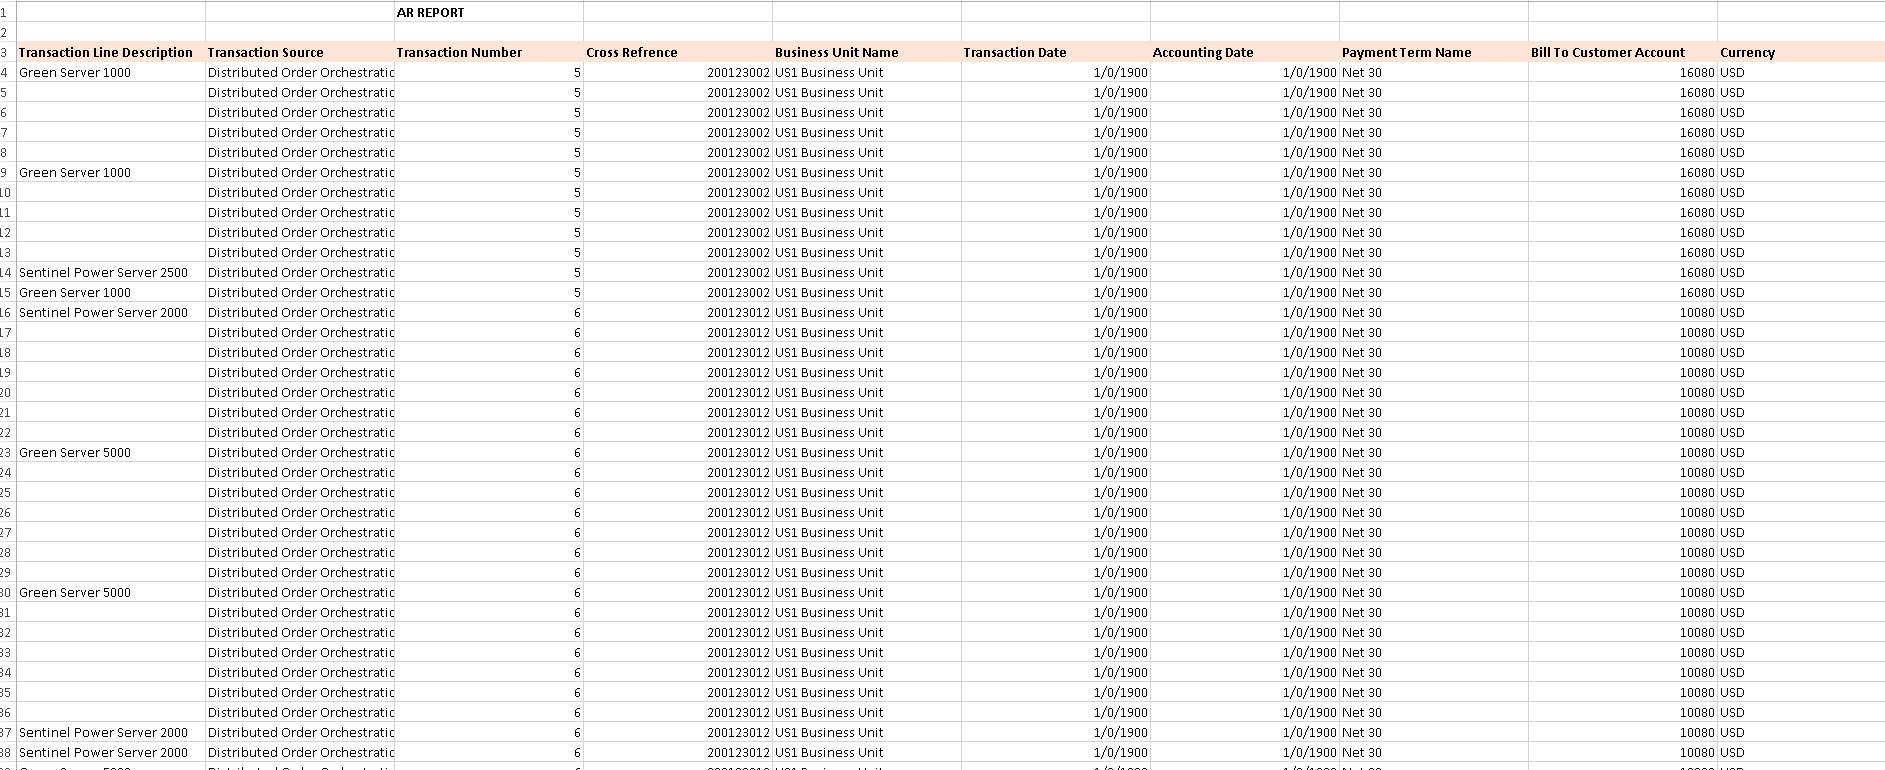 1 AR REPORT
2
3 Transaction Line Description Transaction Source Transaction Number Cross Refrence Business Unit Name Transaction Date Accounting Date Payment Term Name Bill To Customer Account Currency
4 Green Server 1000 Distributed Order Orchestratic 5 200123002 US1 Business Unit 1/0/1900 1/0/1900 Net 30 16080 USD
5 Distributed Order Orchestratic 5 200123002 US1 Business Unit 1/0/1900 1/0/1900 Net 30 16080 USD
6 Distributed Order Orchestratic 5 200123002 US1 Business Unit 1/0/1900 1/0/1900 Net 30 16080 USD
7 Distributed Order Orchestratic 5 200123002 US1 Business Unit 1/0/1900 1/0/1900 Net 30 16080 USD
8 Distributed Order Orchestratic 5 200123002 US1 Business Unit 1/0/1900 1/0/1900 Net 30 16080 USD
9 Green Server 1000 Distributed Order Orchestratic 5 200123002 US1 Business Unit 1/0/1900 1/0/1900 Net 30 16080 USD
10 Distributed Order Orchestratic 5 200123002 US1 Business Unit 1/0/1900 1/0/1900 Net 30 16080 USD
11 Distributed Order Orchestratic 5 200123002 US1 Business Unit 1/0/1900 1/0/1900 Net 30 16080 USD
12 Distributed Order Orchestratic 5 200123002 US1 Business Unit 1/0/1900 1/0/1900 Net 30 16080 USD
13 Distributed Order Orchestratic 5 200123002 US1 Business Unit 1/0/1900 1/0/1900 Net 30 16080 USD
14 Sentinel Power Server 2500 Distributed Order Orchestratic 5 200123002 US1 Business Unit 1/0/1900 1/0/1900 Net 30 16080 USD
15 Green Server 1000 Distributed Order Orchestratic 5 200123002 US1 Business Unit 1/0/1900 1/0/1900 Net 30 16080 USD
16 Sentinel Power Server 2000 Distributed Order Orchestratic 6 200123012 US1 Business Unit 1/0/1900 1/0/1900 Net 30 10080 USD
17 Distributed Order Orchestratic 6 200123012 US1 Business Unit 1/0/1900 1/0/1900 Net 30 10080 USD
18 Distributed Order Orchestratic 6 200123012 US1 Business Unit 1/0/1900 1/0/1900 Net 30 10080 USD
19 Distributed Order Orchestratic 6 200123012 US1 Business Unit 1/0/1900 1/0/1900 Net 30 10080 USD
20 Distributed Order Orchestratic 6 200123012 US1 Business Unit 1/0/1900 1/0/1900 Net 30 10080 USD
21 Distributed Order Orchestratic 6 200123012 US1 Business Unit 1/0/1900 1/0/1900 Net 30 10080 USD
22 Distributed Order Orchestratic 6 200123012 US1 Business Unit 1/0/1900 1/0/1900 Net 30 10080 USD
23 Green Server 5000 Distributed Order Orchestratic 6 200123012 US1 Business Unit 1/0/1900 1/0/1900 Net 30 10080 USD
24 Distributed Order Orchestratic 6 200123012 US1 Business Unit 1/0/1900 1/0/1900 Net 30 10080 USD
25 Distributed Order Orchestratic 6 200123012 US1 Business Unit 1/0/1900 1/0/1900 Net 30 10080 USD
26 Distributed Order Orchestratic 6 200123012 US1 Business Unit 1/0/1900 1/0/1900 Net 30 10080 USD
27 Distributed Order Orchestratic 6 200123012 US1 Business Unit 1/0/1900 1/0/1900 Net 30 10080 USD
28 Distributed Order Orchestratic 6 200123012 US1 Business Unit 1/0/1900 1/0/1900 Net 30 10080 USD
29 Distributed Order Orchestratic 6 200123012 US1 Business Unit 1/0/1900 1/0/1900 Net 30 10080 USD
30 Green Server 5000 Distributed Order Orchestratic 6 200123012 US1 Business Unit 1/0/1900 1/0/1900 Net 30 10080 USD
31 Distributed Order Orchestratic 6 200123012 US1 Business Unit 1/0/1900 1/0/1900 Net 30 10080 USD
32 Distributed Order Orchestratic 6 200123012 US1 Business Unit 1/0/1900 1/0/1900 Net 30 10080 USD
33 Distributed Order Orchestratic 6 200123012 US1 Business Unit 1/0/1900 1/0/1900 Net 30 10080 USD
34 Distributed Order Orchestratic 6 200123012 US1 Business Unit 1/0/1900 1/0/1900 Net 30 10080 USD
35 Distributed Order Orchestratic 6 200123012 US1 Business Unit 1/0/1900 1/0/1900 Net 30 10080 USD
36 Distributed Order Orchestratic 6 200123012 US1 Business Unit 1/0/1900 1/0/1900 Net 30 10080 USD
37 Sentinel Power Server 2000 Distributed Order Orchestratic 6 200123012 US1 Business Unit 1/0/1900 1/0/1900 Net 30 10080 USD
38 Sentinel Power Server 2000 Distributed Order Orchestratic 6 200123012 US1 Business Unit 1/0/1900 1/0/1900 Net 30 10080 USD